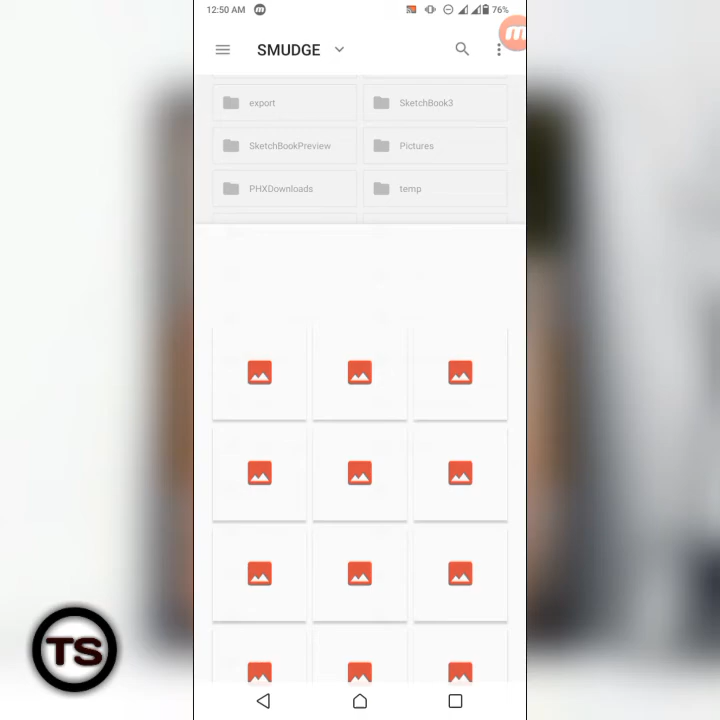 12:50 AM
76%
SMUDGE
export
SketchBook3
SketchBookPreview
Pictures
PHXDownloads
temp
TS